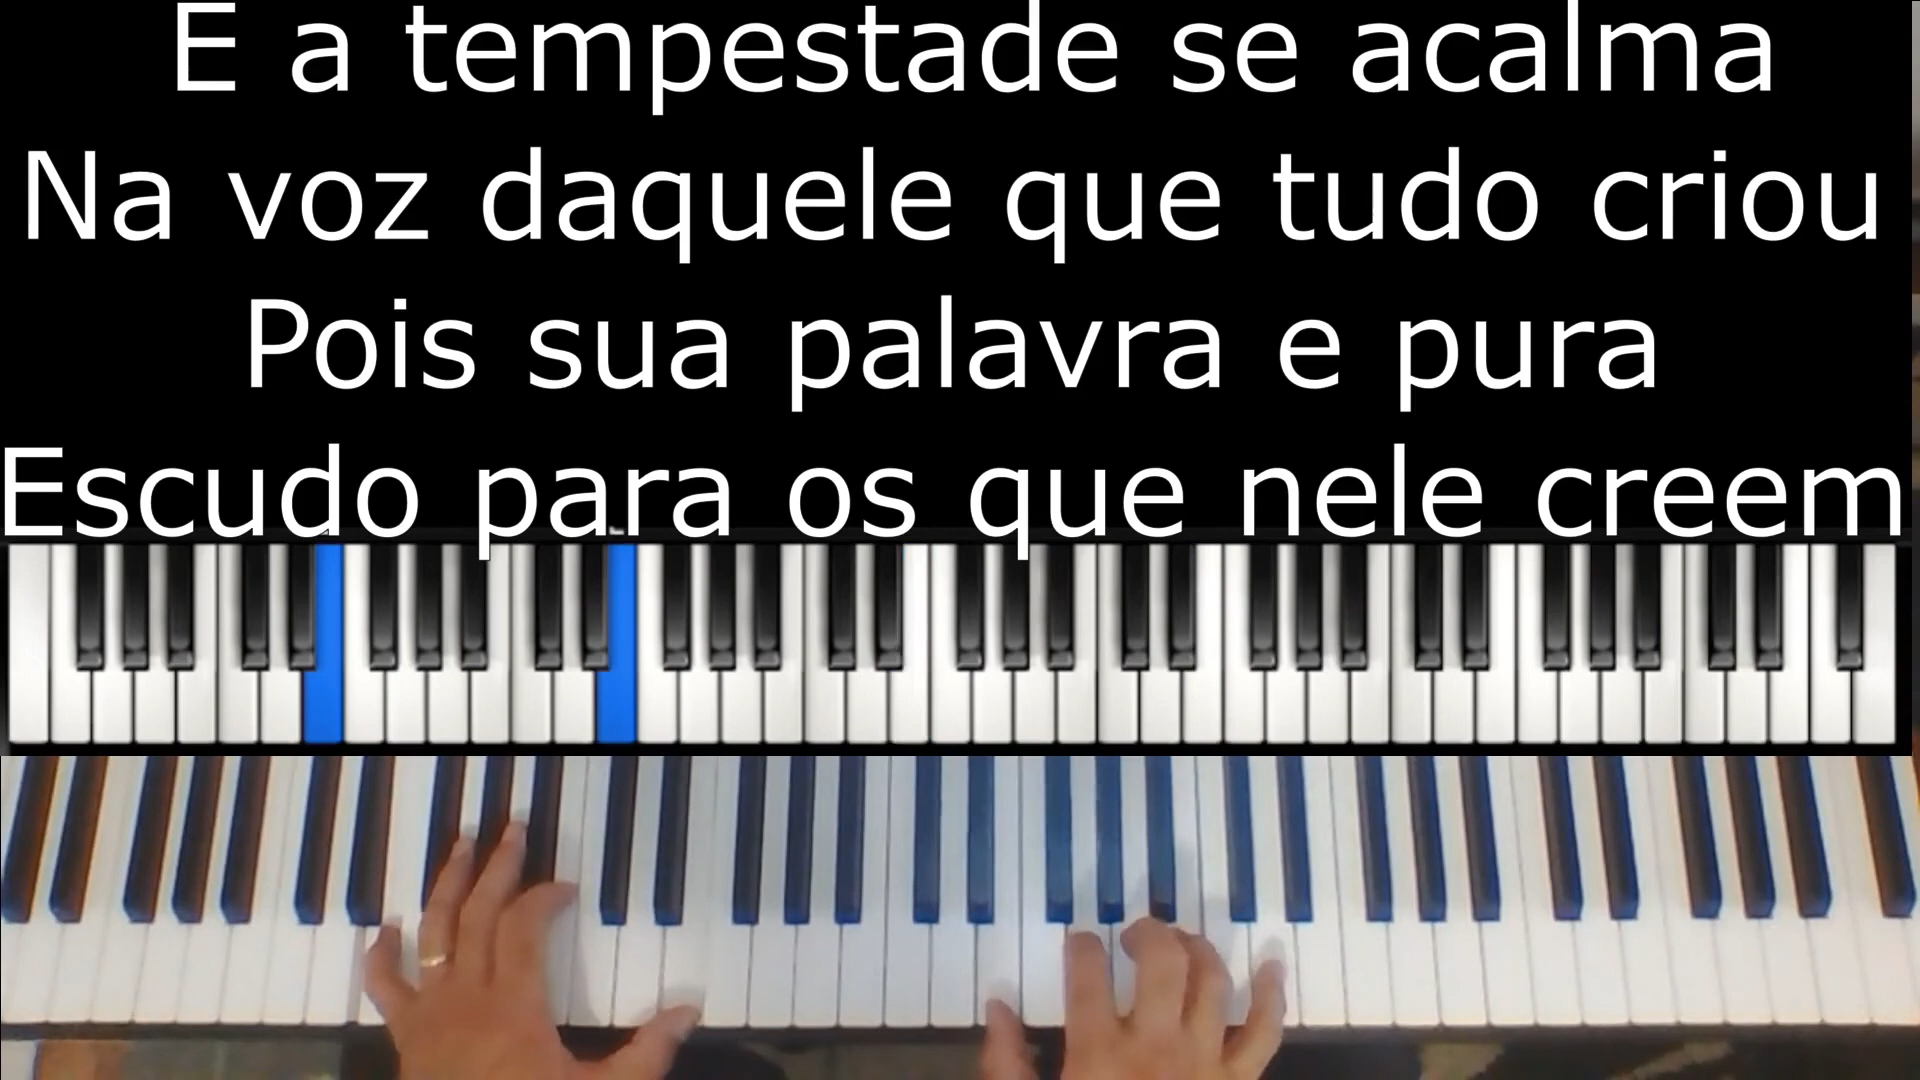 E a tempestade se acalma
Na voz daquele que tudo criou
Pois sua palavra e pura
Escudo para os que nele creem